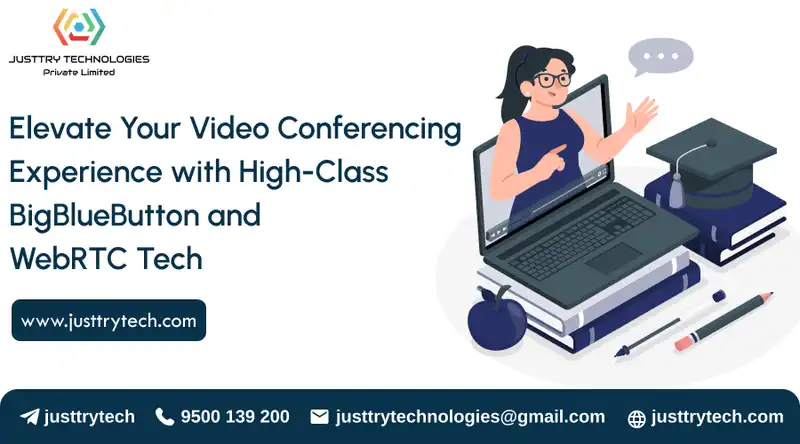 JUSTTRY TECHNOLOGIES
Private Limited
Elevate Your Video Conferencing
Experience with High-Class
BigBlueButton and
WebRTC Tech
www.justtrytech.com
justtrytech 9500 139 200 justtrytechnologies@gmail.com justtrytech.com